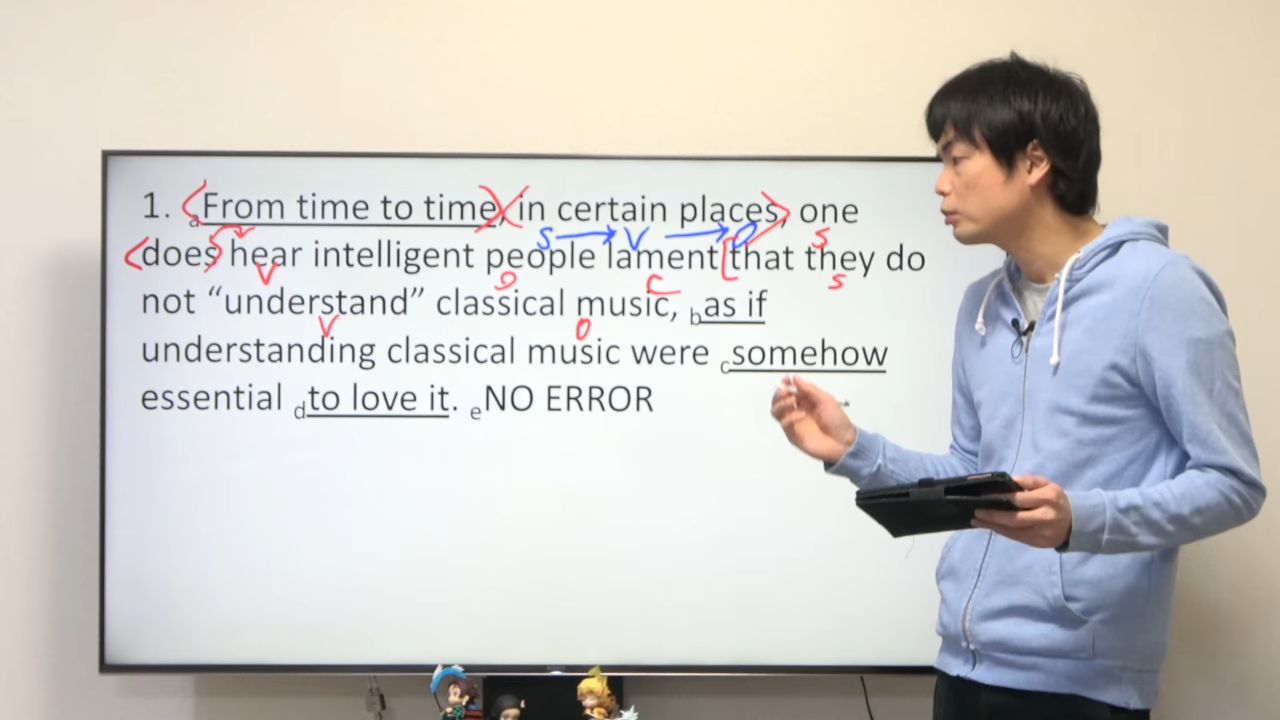 1. aFrom time to time, in certain places, one
does hear intelligent people lament that they do
S V O S
V O C S
not “understand” classical music, bas if
V O
understanding classical music were csomehow
essential dto love it. eNO ERROR